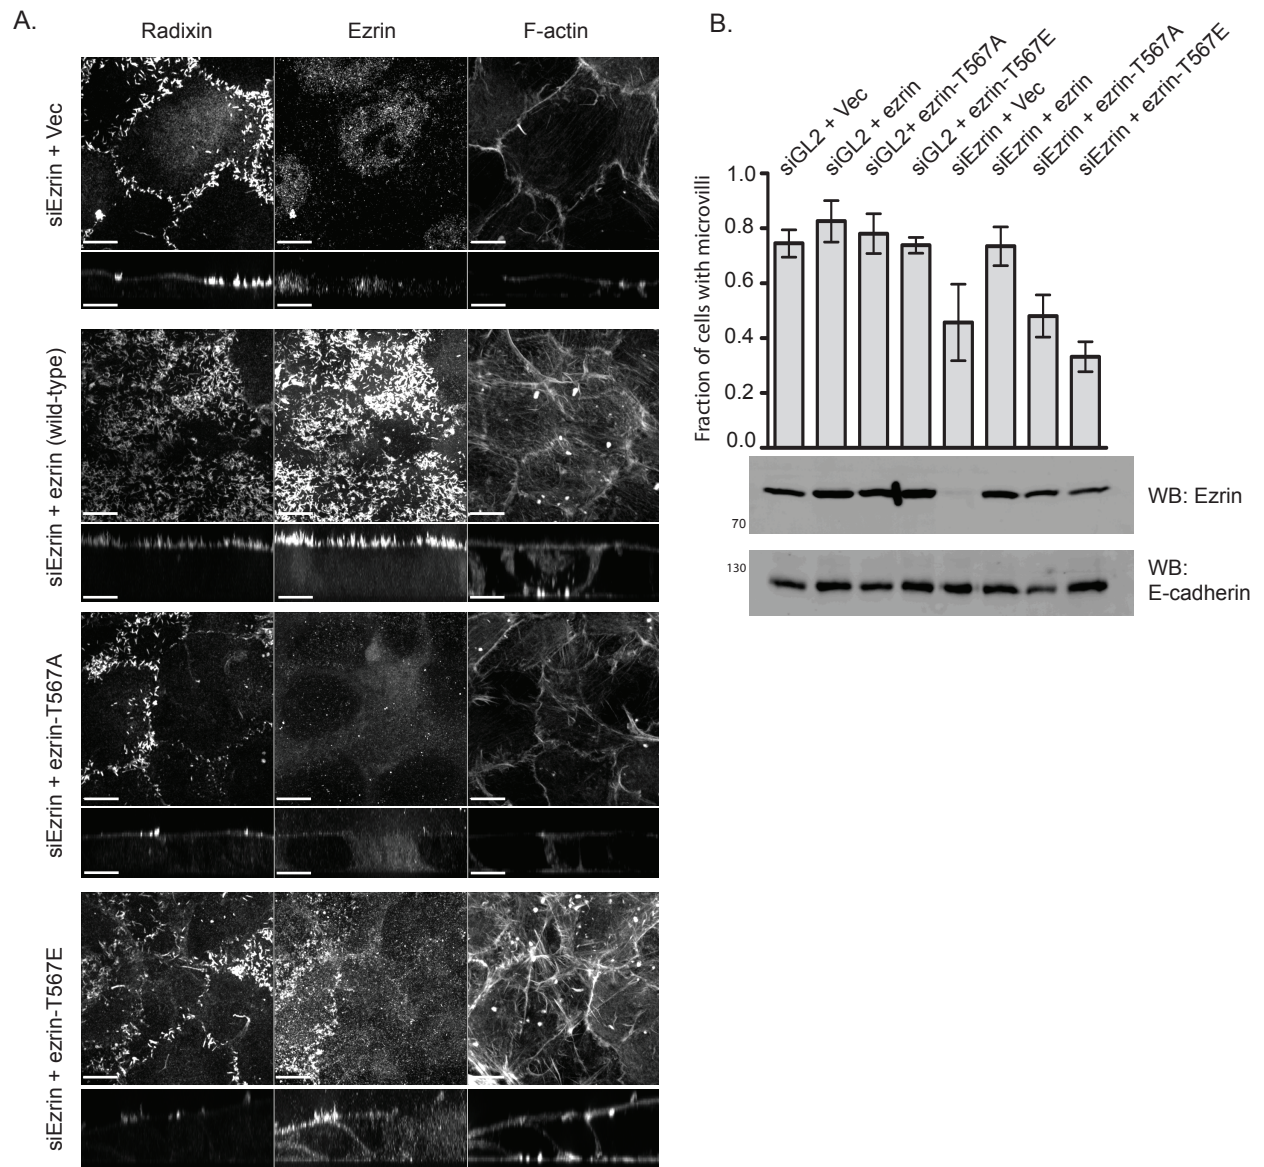 A.
Radixin
Ezrin
F-actin
siEzrin + Vec
siEzrin + ezrin (wild-type)
siEzrin + ezrin-T567A
siEzrin + ezrin-T567E
B.
siGL2 + Vec
siGL2 + ezrin
siGL2+ ezrin-T567A
siGL2 + ezrin-T567E
siEzrin + Vec
siEzrin + ezrin
siEzrin + ezrin-T567A
siEzrin + ezrin-T567E
Fraction of cells with microvilli
1.0
0.8
0.6
0.4
0.2
0.0
70
WB: Ezrin
130
WB:
E-cadherin